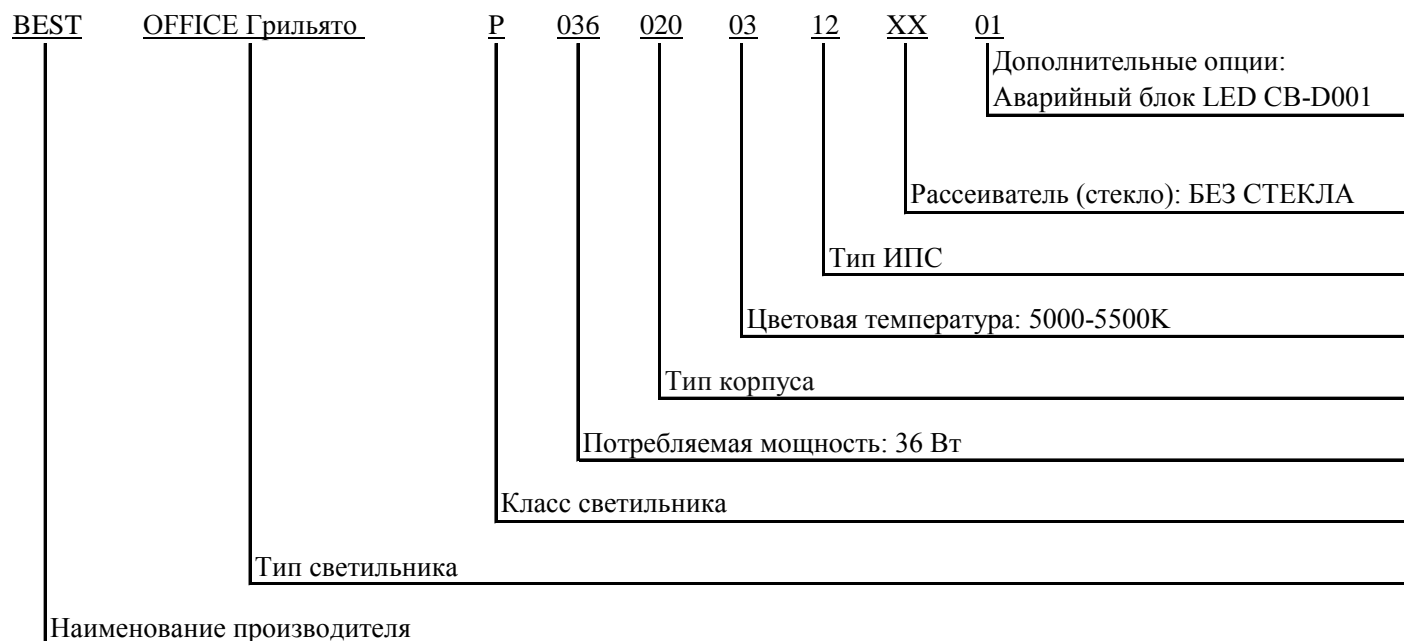 BEST OFFICE Грильято P 036 020 03 12 XX 01
Дополнительные опции:
Аварийный блок LED CB-D001
Рассеиватель (стекло): БЕЗ СТЕКЛА
Тип ИПС
Цветовая температура: 5000-5500K
Тип корпуса
Потребляемая мощность: 36 Вт
Класс светильника
Тип светильника
Наименование производителя